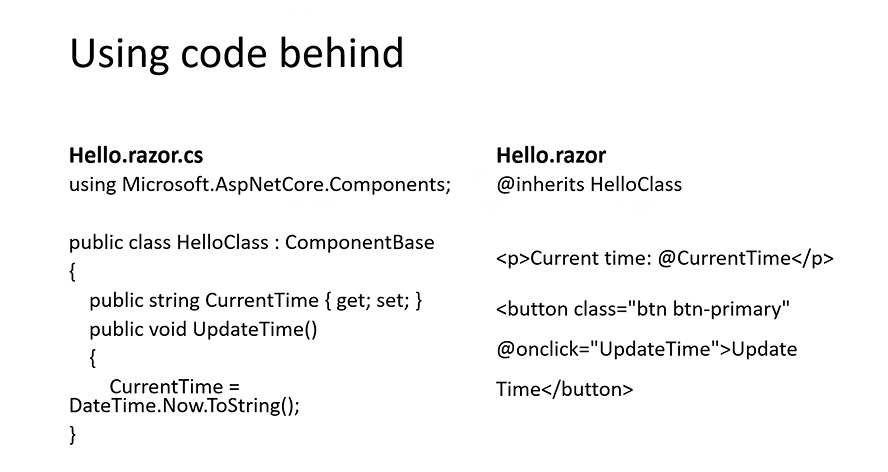 Using code behind
Hello.razor.cs
using Microsoft.AspNetCore.Components;
public class HelloClass : ComponentBase
{
public string CurrentTime { get; set; }
public void UpdateTime()
{
CurrentTime =
DateTime.Now.ToString();
}
Hello.razor
@inherits HelloClass
<p>Current time: @CurrentTime</p>
<button class="btn btn-primary"
@onclick="UpdateTime">Update
Time</button>